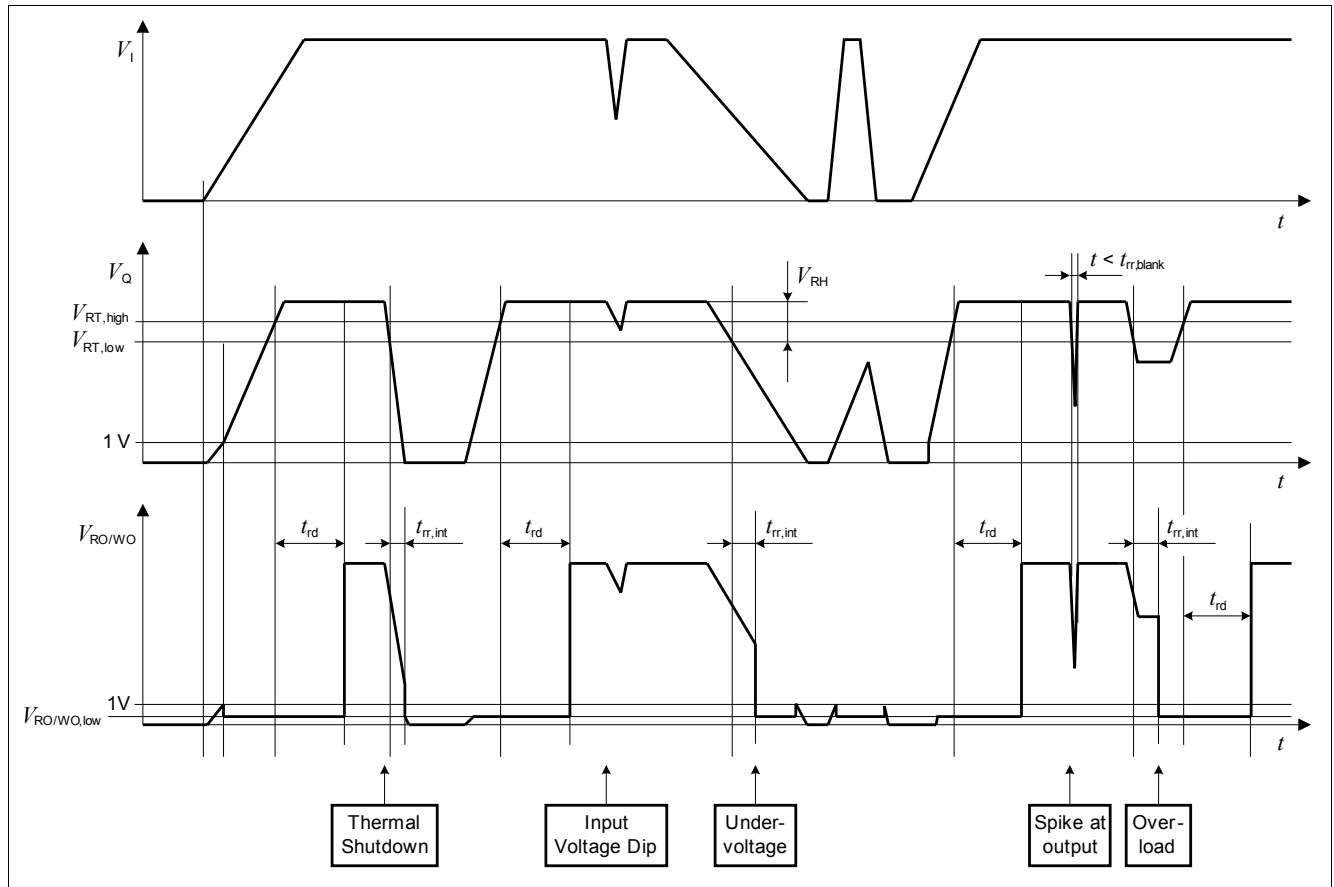 V_I
t
V_Q
V_RT,high
V_RT,low
1 V
V_RH
t < t_rr,blank
t
V_RO/WO
t_rd
t_rr,int
t_rd
t_rr,int
t_rd
t_rr,int
t_rd
1V
V_RO/WO,low
t
Thermal
Shutdown
Input
Voltage Dip
Under-
voltage
Spike at
output
Over-
load